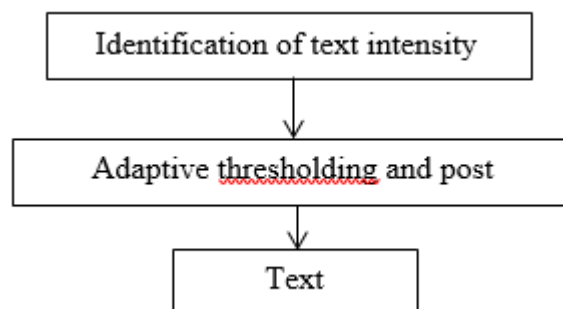 Identification of text intensity
Adaptive thresholding and post
Text